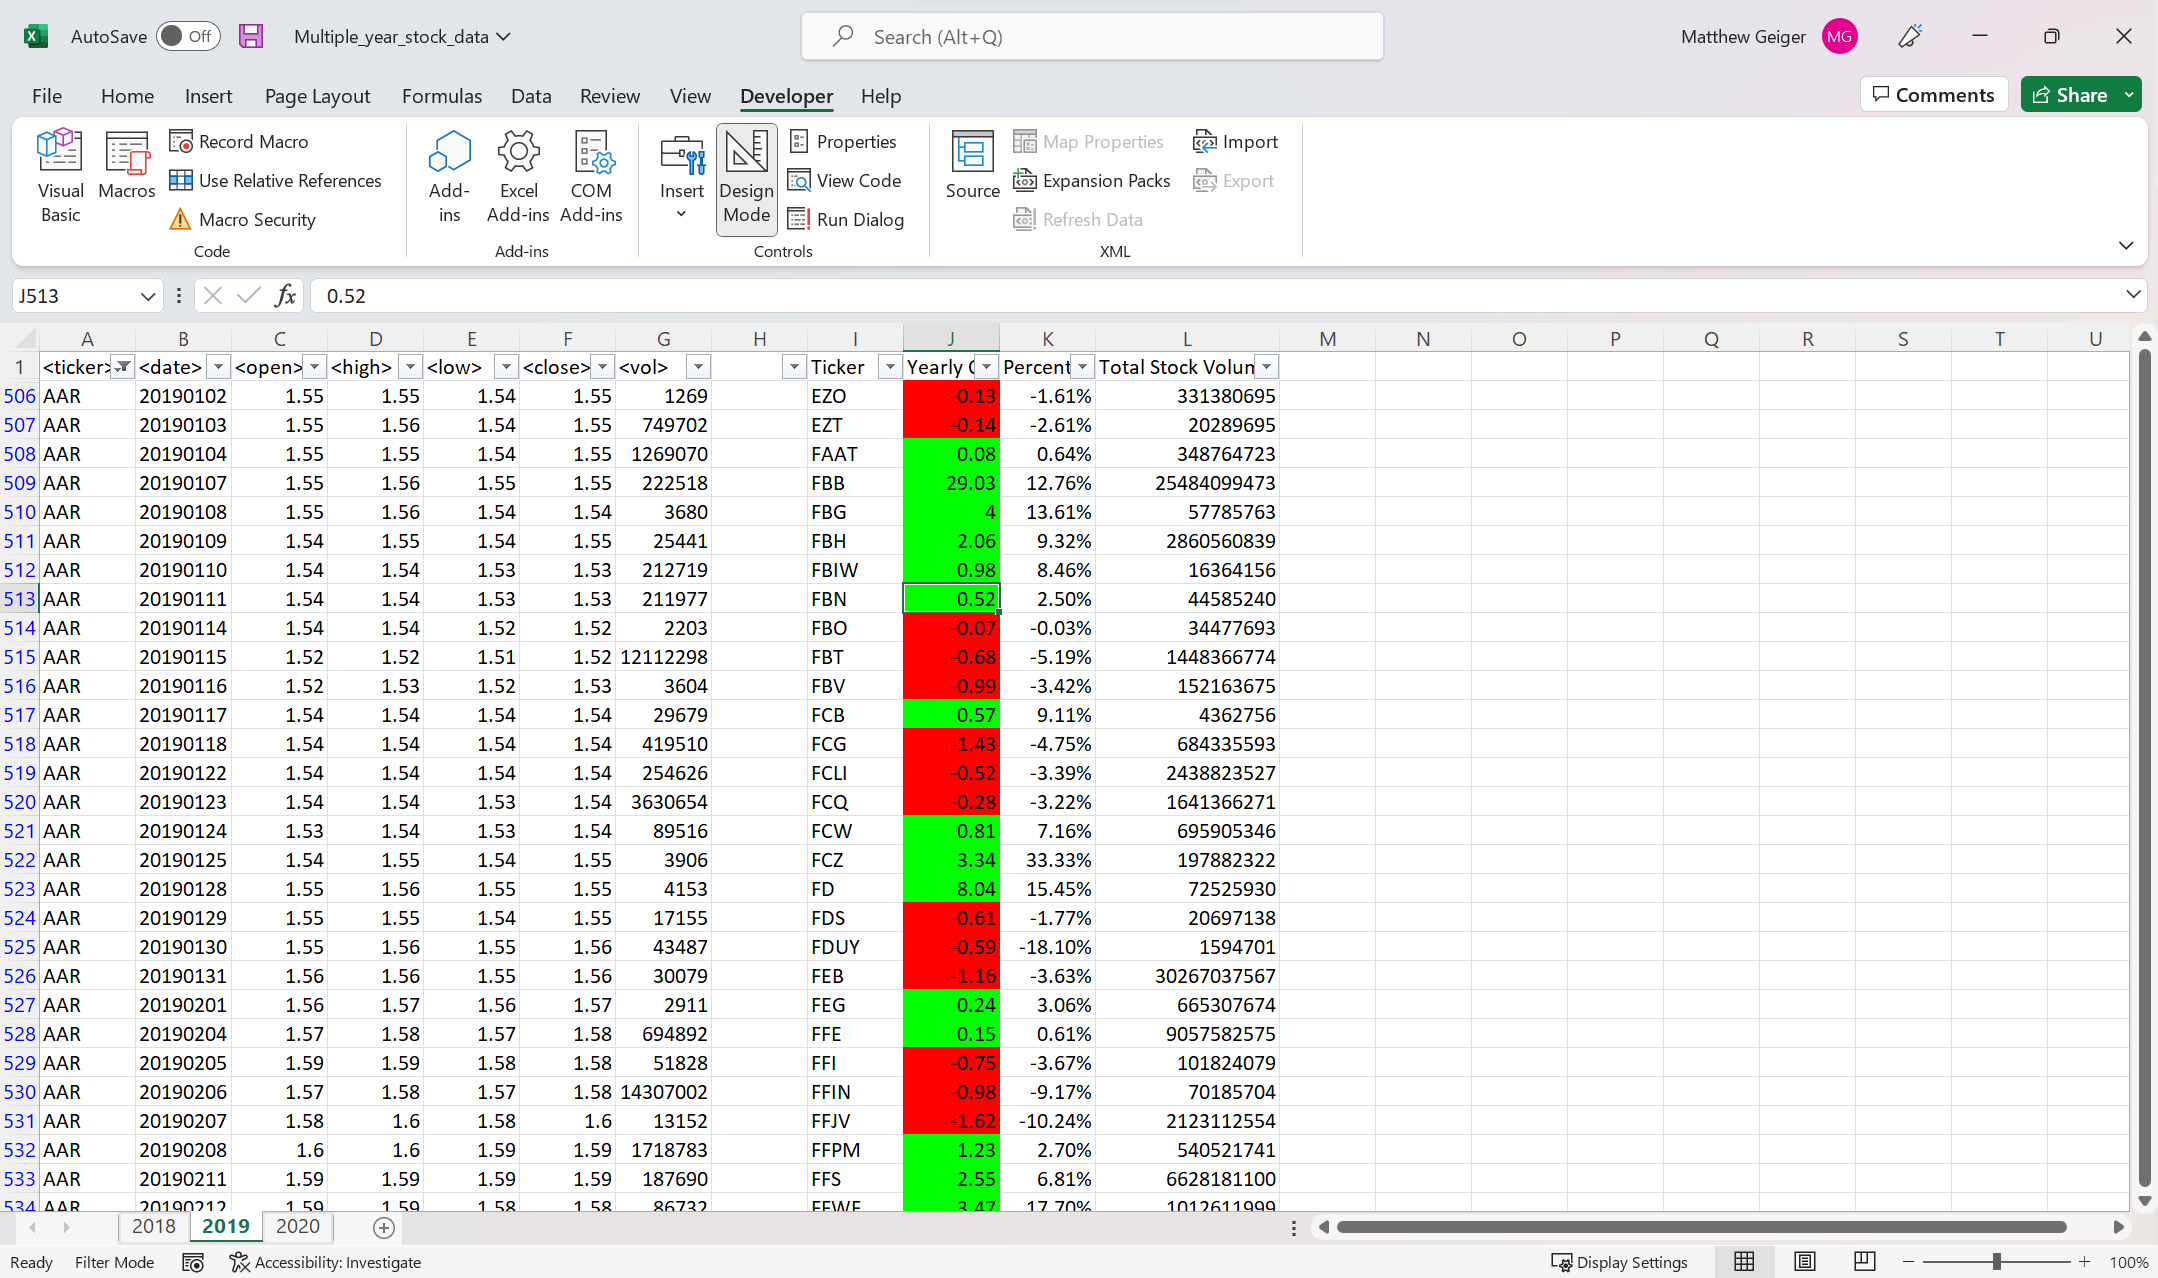 AutoSave Off Multiple_year_stock_data Search (Alt+Q) Matthew Geiger MG
File Home Insert Page Layout Formulas Data Review View Developer Help Comments Share
Visual Basic Macros Record Macro Use Relative References Macro Security Code
Add-ins Excel Add-ins COM Add-ins Add-ins
Insert Design Mode Properties View Code Run Dialog Controls
Source Map Properties Expansion Packs Refresh Data Import Export XML
J513 fx 0.52
A B C D E F G H I J K L M N O P Q R S T U
1 <ticker> <date> <open> <high> <low> <close> <vol> Ticker Yearly Percent Total Stock Volum
506 AAR 20190102 1.55 1.55 1.54 1.55 1269 EZO -0.13 -1.61% 331380695
507 AAR 20190103 1.55 1.56 1.54 1.55 749702 EZT -0.14 -2.61% 20289695
508 AAR 20190104 1.55 1.55 1.54 1.55 1269070 FAAT 0.08 0.64% 348764723
509 AAR 20190107 1.55 1.56 1.55 1.55 222518 FBB 29.03 12.76% 25484099473
510 AAR 20190108 1.55 1.56 1.54 1.54 3680 FBG 4 13.61% 57785763
511 AAR 20190109 1.54 1.55 1.54 1.55 25441 FBH 2.06 9.32% 2860560839
512 AAR 20190110 1.54 1.54 1.53 1.53 212719 FBIW 0.98 8.46% 16364156
513 AAR 20190111 1.54 1.54 1.53 1.53 211977 FBN 0.52 2.50% 44585240
514 AAR 20190114 1.54 1.54 1.52 1.52 2203 FBO -0.07 -0.03% 34477693
515 AAR 20190115 1.52 1.52 1.51 1.52 12112298 FBT -0.68 -5.19% 1448366774
516 AAR 20190116 1.52 1.53 1.52 1.53 3604 FBV -0.99 -3.42% 152163675
517 AAR 20190117 1.54 1.54 1.54 1.54 29679 FCB 0.57 9.11% 4362756
518 AAR 20190118 1.54 1.54 1.54 1.54 419510 FCG -1.43 -4.75% 684335593
519 AAR 20190122 1.54 1.54 1.54 1.54 254626 FCLI -0.52 -3.39% 2438823527
520 AAR 20190123 1.54 1.54 1.53 1.54 3630654 FCQ -0.28 -3.22% 1641366271
521 AAR 20190124 1.53 1.54 1.53 1.54 89516 FCW 0.81 7.16% 695905346
522 AAR 20190125 1.54 1.55 1.54 1.55 3906 FCZ 3.34 33.33% 197882322
523 AAR 20190128 1.55 1.56 1.55 1.55 4153 FD 8.04 15.45% 72525930
524 AAR 20190129 1.55 1.55 1.54 1.55 17155 FDS -0.61 -1.77% 20697138
525 AAR 20190130 1.55 1.56 1.55 1.56 43487 FDUY -0.59 -18.10% 1594701
526 AAR 20190131 1.56 1.56 1.55 1.56 30079 FEB -1.16 -3.63% 30267037567
527 AAR 20190201 1.56 1.57 1.56 1.57 2911 FEG 0.24 3.06% 665307674
528 AAR 20190204 1.57 1.58 1.57 1.58 694892 FFE 0.15 0.61% 9057582575
529 AAR 20190205 1.59 1.59 1.58 1.58 51828 FFI -0.75 -3.67% 101824079
530 AAR 20190206 1.57 1.58 1.57 1.58 14307002 FFIN -0.98 -9.17% 70185704
531 AAR 20190207 1.58 1.6 1.58 1.6 13152 FFJV -1.62 -10.24% 2123112554
532 AAR 20190208 1.6 1.6 1.59 1.59 1718783 FFPM 1.23 2.70% 540521741
533 AAR 20190211 1.59 1.59 1.59 1.59 187690 FFS 2.55 6.81% 6628181100
534 AAR 20190212 1.59 1.59 1.58 1.58 86732 FFWF 3.47 17.70% 1012611999
2018 2019 2020
Ready Filter Mode Accessibility: Investigate Display Settings 100%